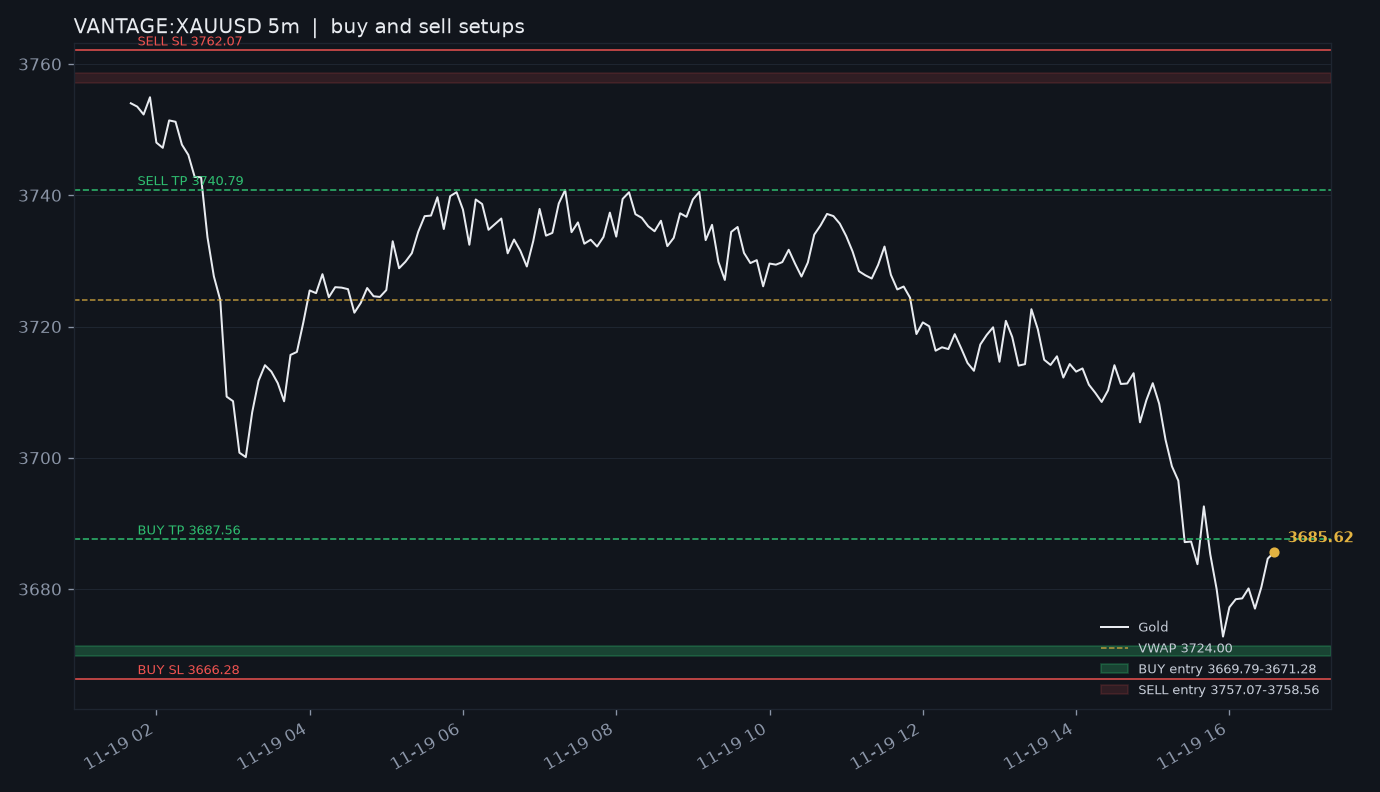 VANTAGE:XAUUSD 5m | buy and sell setups
SELL SL 3762.07
3760
SELL TP 3740.79
3740
3720
3700
BUY TP 3687.56
3685.62
3680
Gold
VWAP 3724.00
BUY SL 3666.28
BUY entry 3669.79-3671.28
SELL entry 3757.07-3758.56
11-19 02
11-19 04
11-19 06
11-19 08
11-19 10
11-19 12
11-19 14
11-19 16